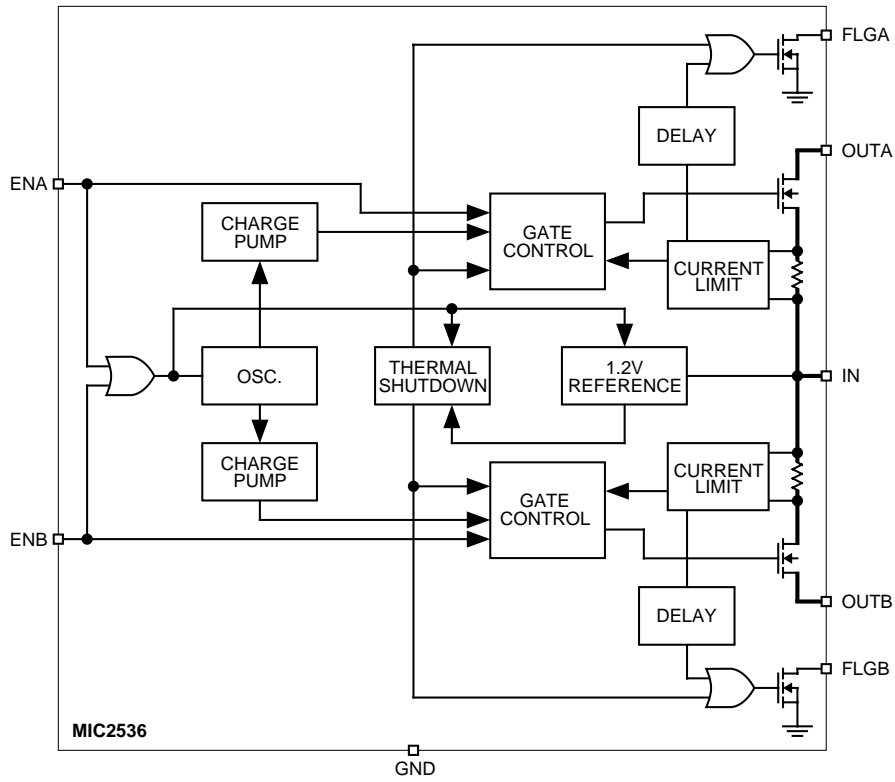 FLGA
DELAY
OUTA
ENA
CHARGE
PUMP
GATE
CONTROL
CURRENT
LIMIT
OSC.
THERMAL
SHUTDOWN
1.2V
REFERENCE
IN
CHARGE
PUMP
GATE
CONTROL
CURRENT
LIMIT
ENB
DELAY
OUTB
FLGB
MIC2536
GND